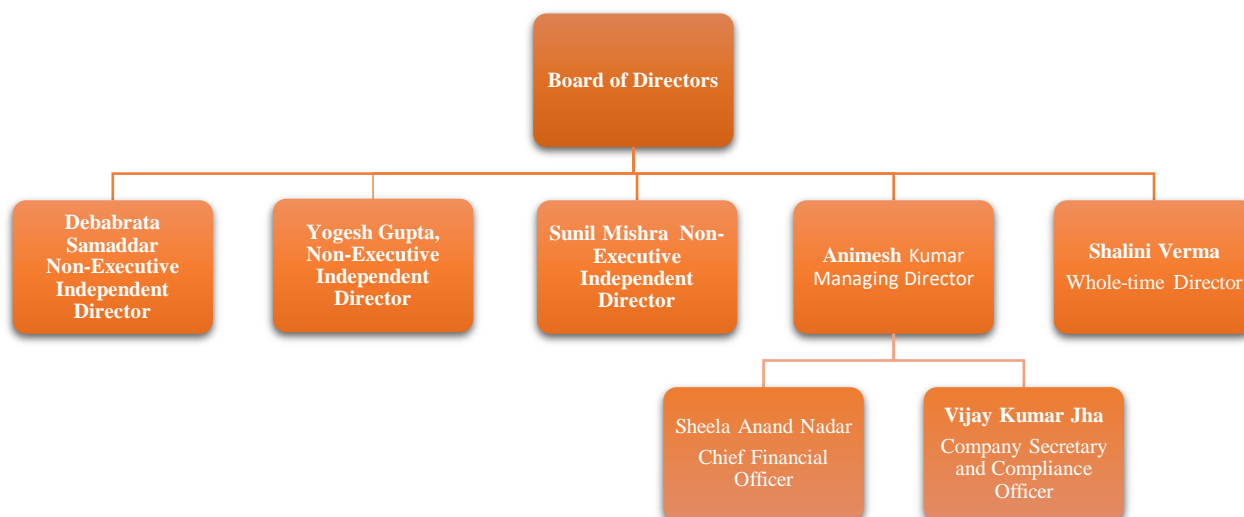 Board of Directors
Debabrata
Samaddar
Non-Executive
Independent
Director
Yogesh Gupta,
Non-Executive
Independent
Director
Sunil Mishra Non-
Executive
Independent
Director
Animesh Kumar
Managing Director
Shalini Verma
Whole-time Director
Sheela Anand Nadar
Chief Financial
Officer
Vijay Kumar Jha
Company Secretary
and Compliance
Officer